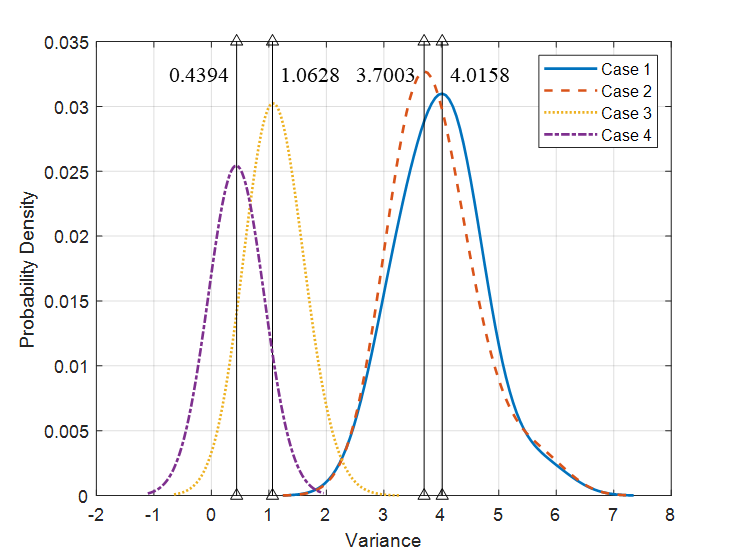 0.035
0.03
0.025
0.02
0.015
0.01
0.005
0
Probability Density
0.4394 1.0628 3.7003 4.0158
Case 1
Case 2
Case 3
Case 4
-2 -1 0 1 2 3 4 5 6 7 8
Variance